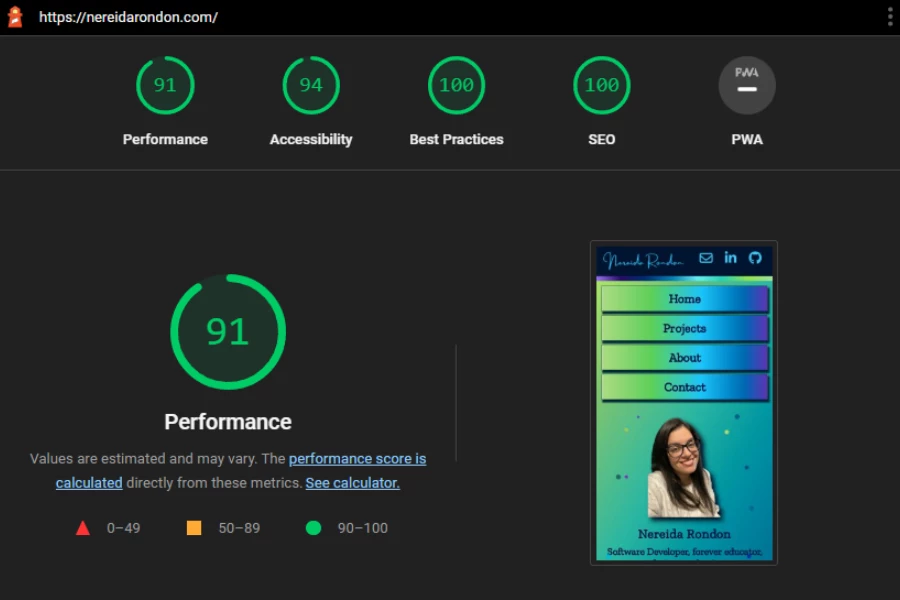 https://nereidarondon.com/
91
94
100
100
PWA
Performance
Accessibility
Best Practices
SEO
PWA
91
Performance
Values are estimated and may vary. The performance score is
calculated directly from these metrics. See calculator.
0–49
50–89
90–100
Nereida Rondon
Home
Projects
About
Contact
Nereida Rondon
Software Developer, forever educator,